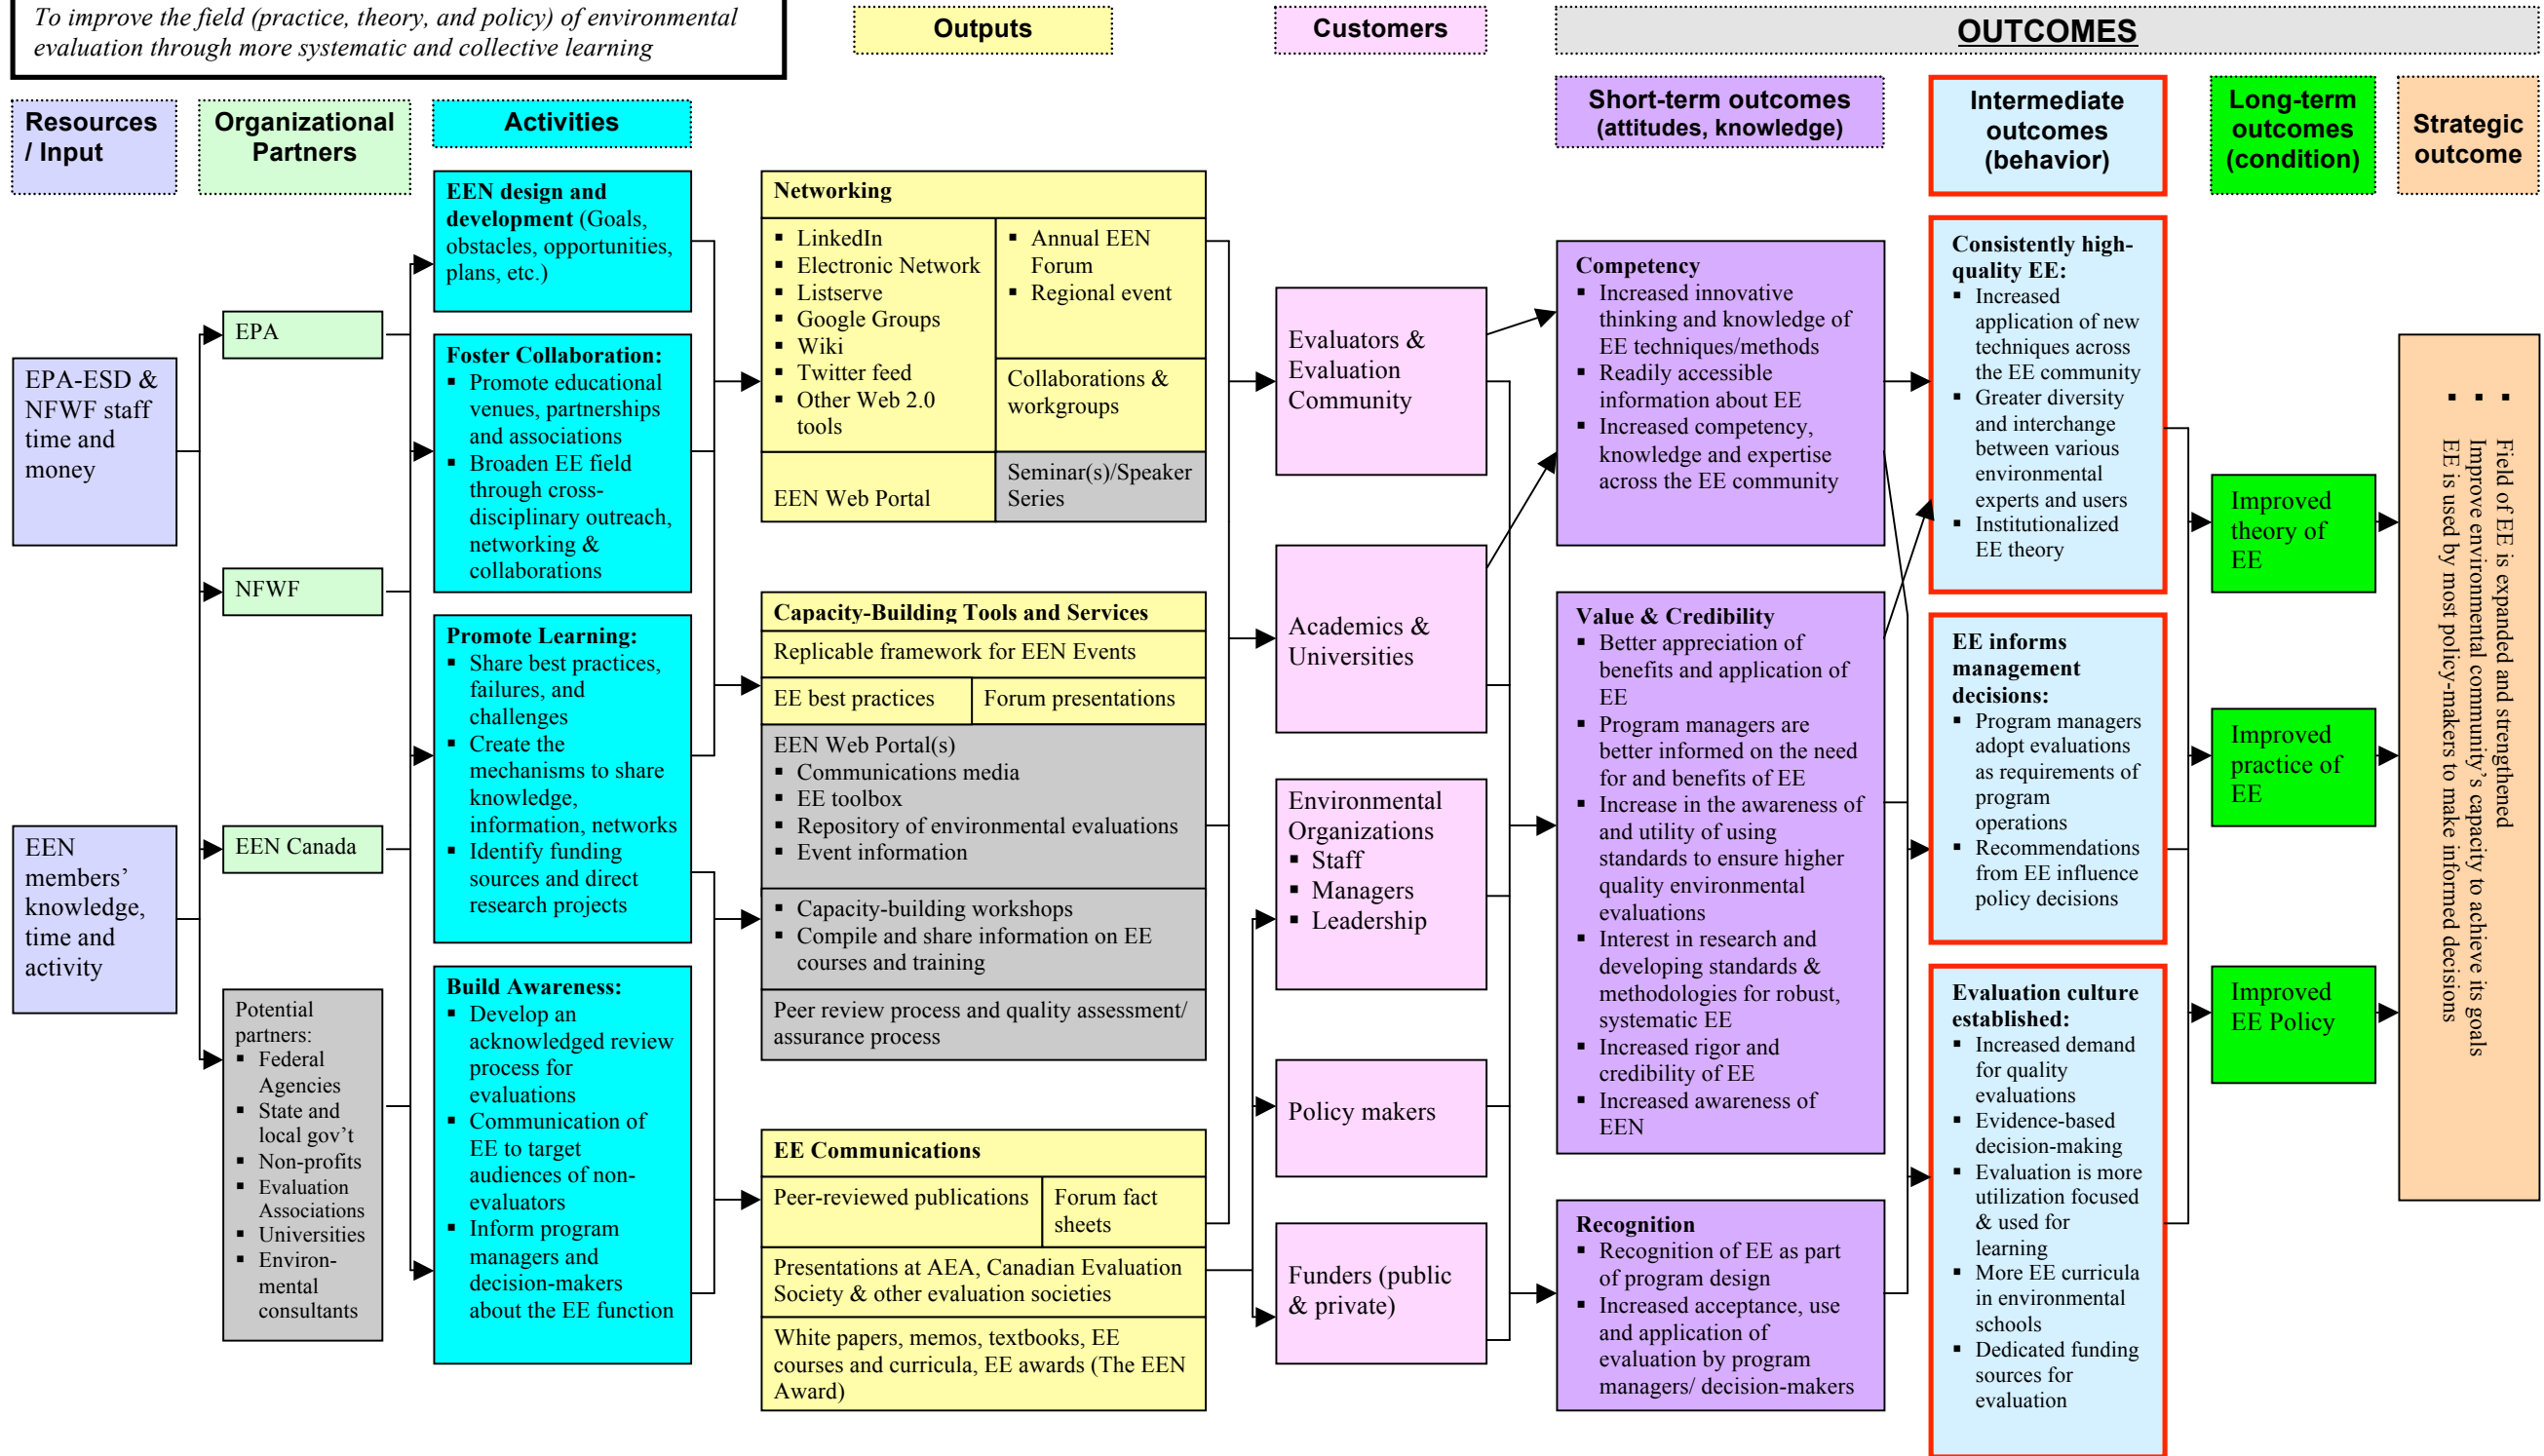 To improve the field (practice, theory, and policy) of environmental
evaluation through more systematic and collective learning
Outputs
Customers
OUTCOMES
Resources
/ Input
Organizational
Partners
Activities
Short-term outcomes
(attitudes, knowledge)
Intermediate
outcomes
(behavior)
Long-term
outcomes
(condition)
Strategic
outcome
EPA-ESD &
NFWF staff
time and
money
EEN
members’
knowledge,
time and
activity
EPA
NFWF
EEN Canada
Potential
partners:
▪ Federal
Agencies
▪ State and
local gov’t
▪ Non-profits
▪ Evaluation
Associations
▪ Universities
▪ Environ-
mental
consultants
EEN design and
development (Goals,
obstacles, opportunities,
plans, etc.)
Foster Collaboration:
▪ Promote educational
venues, partnerships
and associations
▪ Broaden EE field
through cross-
disciplinary outreach,
networking &
collaborations
Promote Learning:
▪ Share best practices,
failures, and
challenges
▪ Create the
mechanisms to share
knowledge,
information, networks
▪ Identify funding
sources and direct
research projects
Build Awareness:
▪ Develop an
acknowledged review
process for
evaluations
▪ Communication of
EE to target
audiences of non-
evaluators
▪ Inform program
managers and
decision-makers
about the EE function
Networking
▪ LinkedIn
▪ Electronic Network
▪ Listserve
▪ Google Groups
▪ Wiki
▪ Twitter feed
▪ Other Web 2.0
tools
▪ Annual EEN
Forum
▪ Regional event
Collaborations &
workgroups
EEN Web Portal
Seminar(s)/Speaker
Series
Capacity-Building Tools and Services
Replicable framework for EEN Events
EE best practices
Forum presentations
EEN Web Portal(s)
▪ Communications media
▪ EE toolbox
▪ Repository of environmental evaluations
▪ Event information
▪ Capacity-building workshops
▪ Compile and share information on EE
courses and training
Peer review process and quality assessment/
assurance process
EE Communications
Peer-reviewed publications
Forum fact
sheets
Presentations at AEA, Canadian Evaluation
Society & other evaluation societies
White papers, memos, textbooks, EE
courses and curricula, EE awards (The EEN
Award)
Evaluators &
Evaluation
Community
Academics &
Universities
Environmental
Organizations
▪ Staff
▪ Managers
▪ Leadership
Policy makers
Funders (public
& private)
Competency
▪ Increased innovative
thinking and knowledge of
EE techniques/methods
▪ Readily accessible
information about EE
▪ Increased competency,
knowledge and expertise
across the EE community
Value & Credibility
▪ Better appreciation of
benefits and application of
EE
▪ Program managers are
better informed on the need
for and benefits of EE
▪ Increase in the awareness of
and utility of using
standards to ensure higher
quality environmental
evaluations
▪ Interest in research and
developing standards &
methodologies for robust,
systematic EE
▪ Increased rigor and
credibility of EE
▪ Increased awareness of
EEN
Recognition
▪ Recognition of EE as part
of program design
▪ Increased acceptance, use
and application of
evaluation by program
managers/ decision-makers
Consistently high-
quality EE:
▪ Increased
application of new
techniques across
the EE community
▪ Greater diversity
and interchange
between various
environmental
experts and users
▪ Institutionalized
EE theory
EE informs
management
decisions:
▪ Program managers
adopt evaluations
as requirements of
program
operations
▪ Recommendations
from EE influence
policy decisions
Evaluation culture
established:
▪ Increased demand
for quality
evaluations
▪ Evidence-based
decision-making
▪ Evaluation is more
utilization focused
& used for
learning
▪ More EE curricula
in environmental
schools
▪ Dedicated funding
sources for
evaluation
Improved
theory of
EE
Improved
practice of
EE
Improved
EE Policy
▪ Field of EE is expanded and strengthened
▪ Improve environmental community’s capacity to achieve its goals
▪ EE is used by most policy-makers to make informed decisions